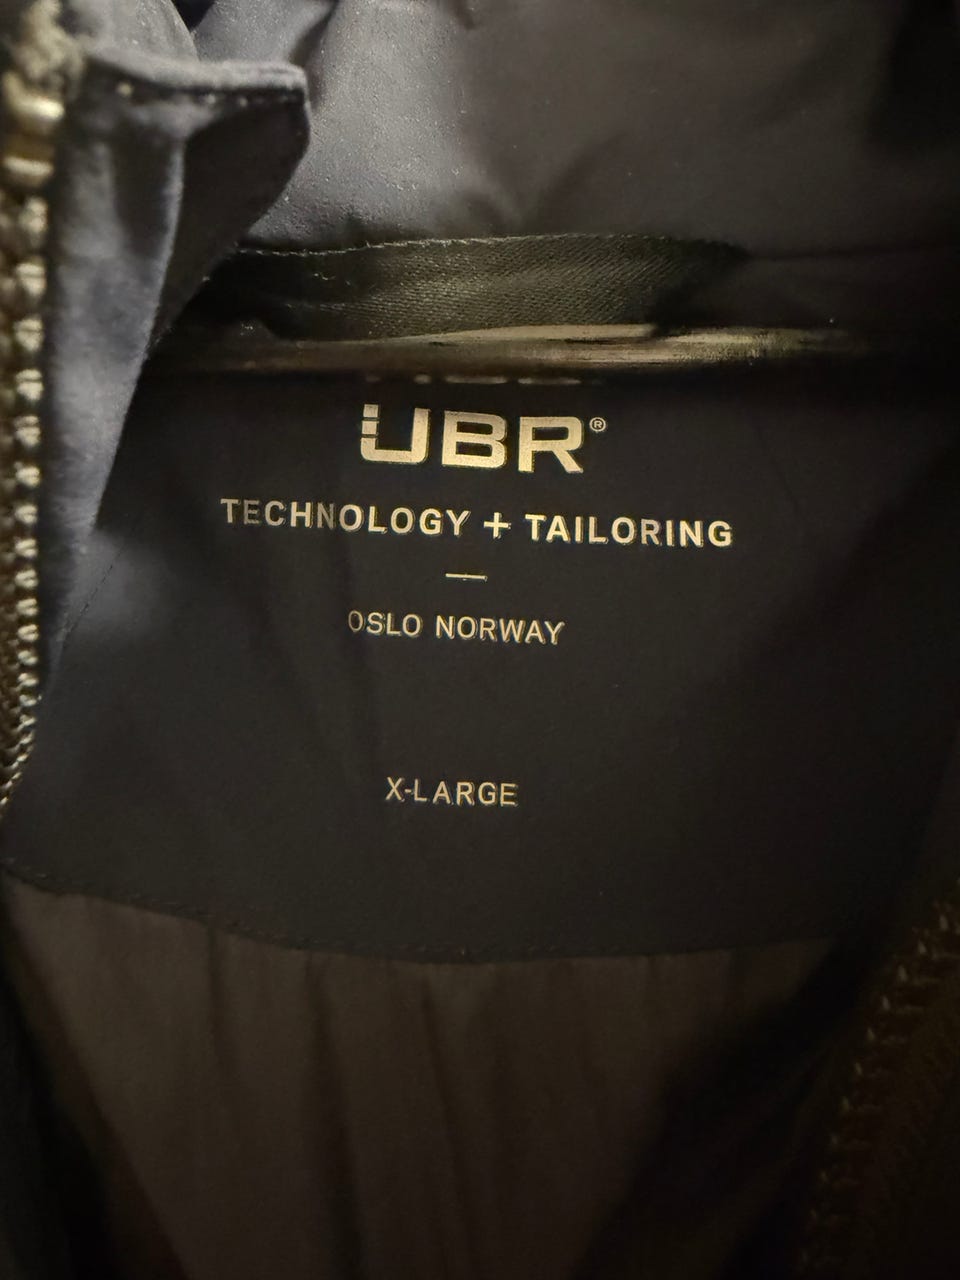 UBR®
TECHNOLOGY + TAILORING
OSLO NORWAY
X-LARGE